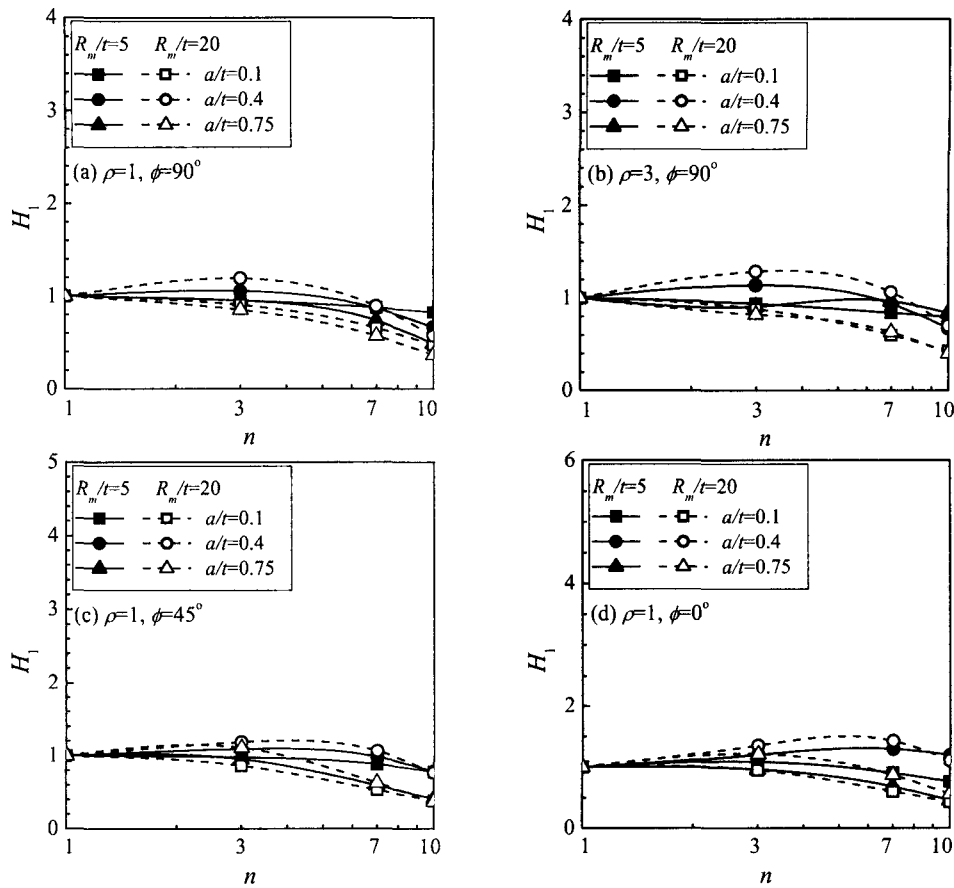 4
3
2
1
0
H₁
R_m/t=5 R_m/t=20
a/t=0.1
a/t=0.4
a/t=0.75
(a) ρ=1, ϕ=90°
1 3 7 10
n
4
3
2
1
0
H₁
R_m/t=5 R_m/t=20
a/t=0.1
a/t=0.4
a/t=0.75
(b) ρ=3, ϕ=90°
1 3 7 10
n
5
4
3
2
1
0
H₁
R_m/t=5 R_m/t=20
a/t=0.1
a/t=0.4
a/t=0.75
(c) ρ=1, ϕ=45°
1 3 7 10
n
6
4
2
0
H₁
R_m/t=5 R_m/t=20
a/t=0.1
a/t=0.4
a/t=0.75
(d) ρ=1, ϕ=0°
1 3 7 10
n